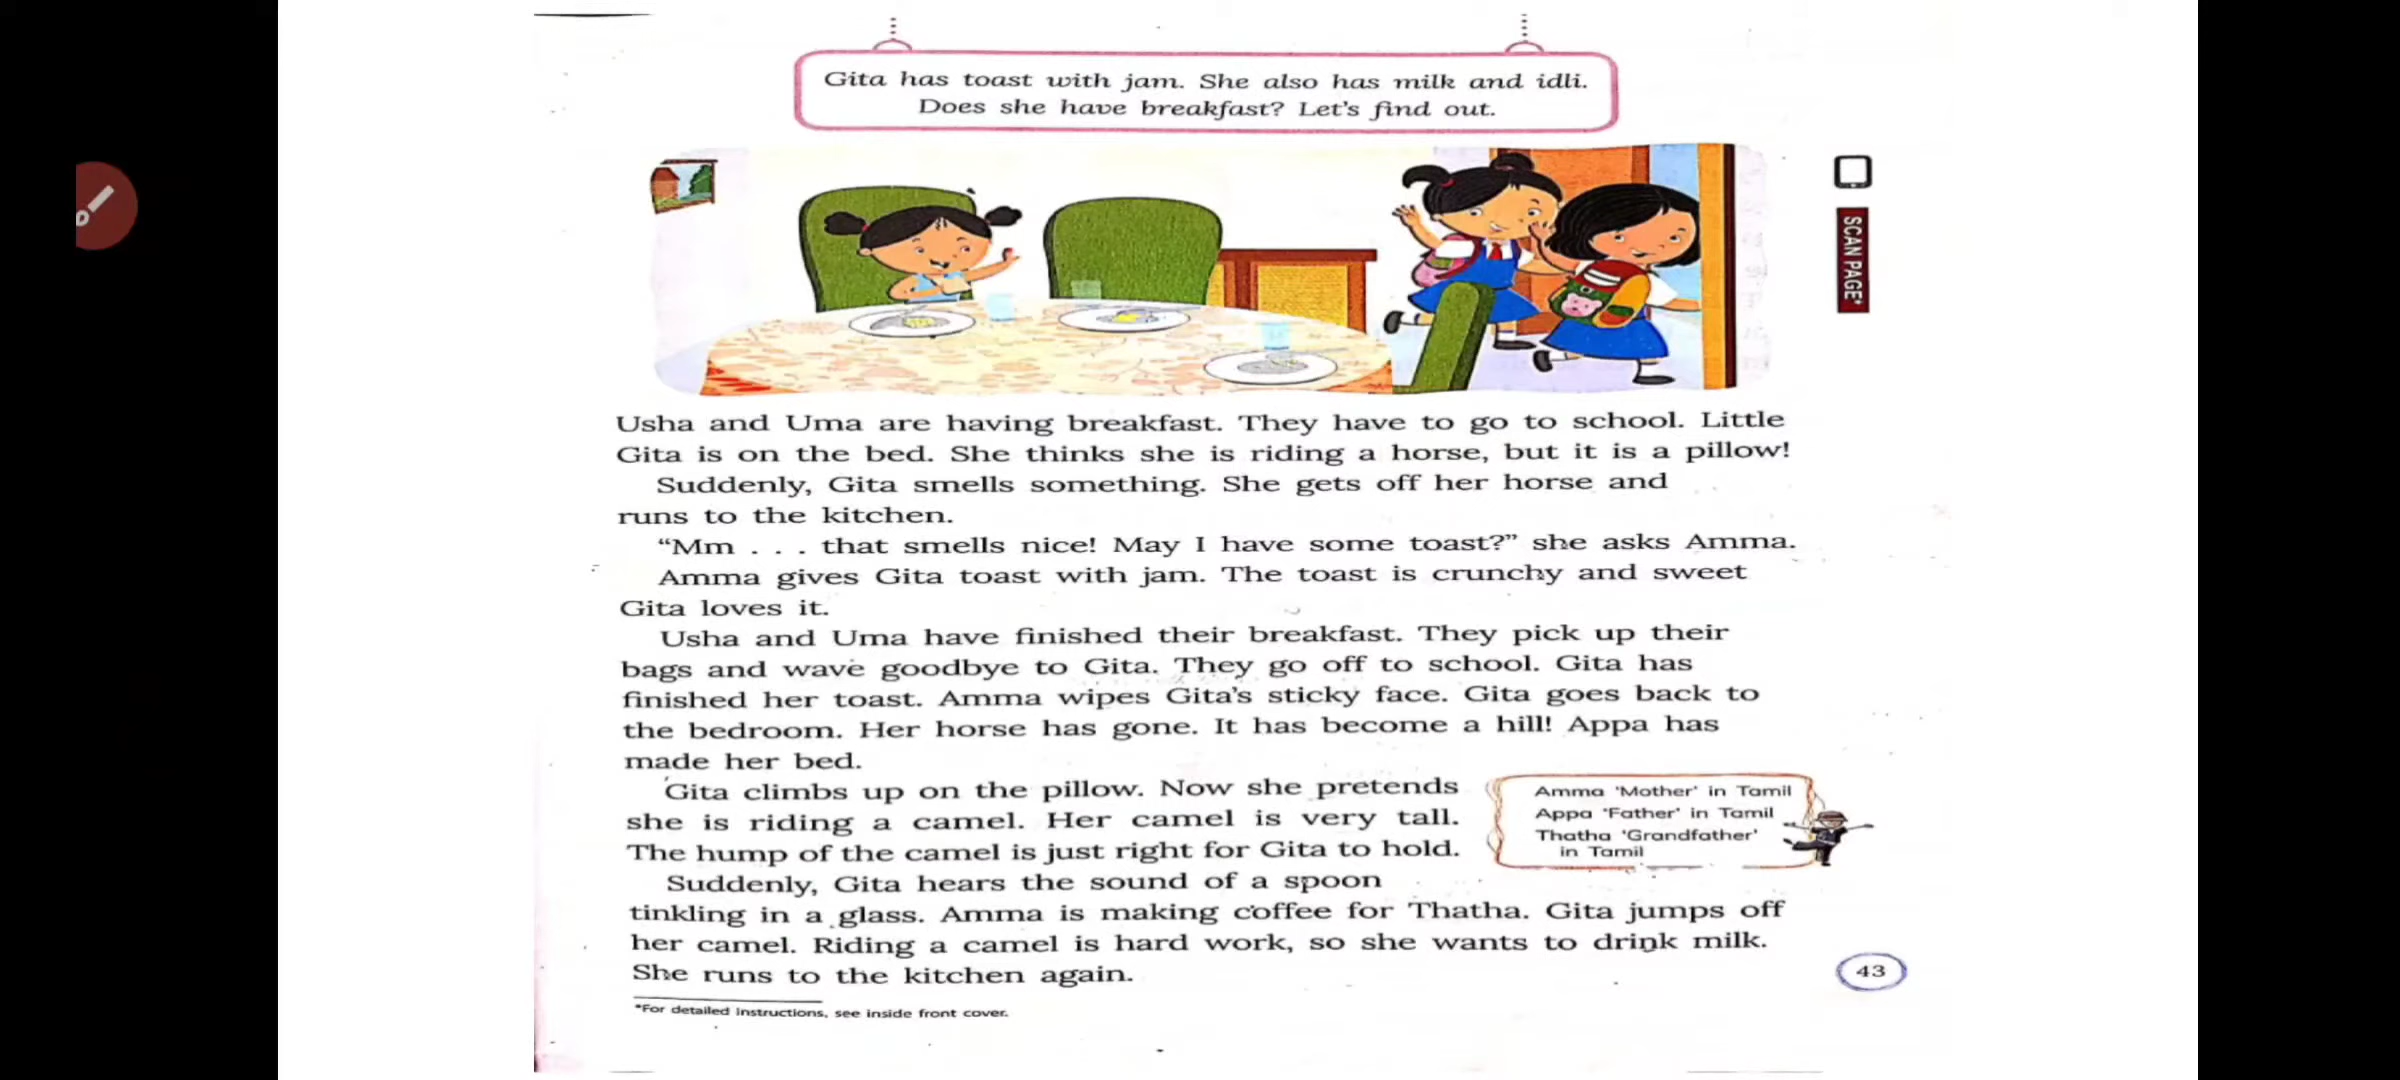 Gita has toast with jam. She also has milk and idli.
Does she have breakfast? Let's find out.
SCAN PAGE*
Usha and Uma are having breakfast. They have to go to school. Little
Gita is on the bed. She thinks she is riding a horse, but it is a pillow!
Suddenly, Gita smells something. She gets off her horse and
runs to the kitchen.
“Mm . . . that smells nice! May I have some toast?” she asks Amma.
Amma gives Gita toast with jam. The toast is crunchy and sweet
Gita loves it.
Usha and Uma have finished their breakfast. They pick up their
bags and wave goodbye to Gita. They go off to school. Gita has
finished her toast. Amma wipes Gita's sticky face. Gita goes back to
the bedroom. Her horse has gone. It has become a hill! Appa has
made her bed.
Gita climbs up on the pillow. Now she pretends
she is riding a camel. Her camel is very tall.
The hump of the camel is just right for Gita to hold.
Suddenly, Gita hears the sound of a spoon
tinkling in a glass. Amma is making coffee for Thatha. Gita jumps off
her camel. Riding a camel is hard work, so she wants to drink milk.
She runs to the kitchen again.
Amma ‘Mother’ in Tamil
Appa ‘Father’ in Tamil
Thatha ‘Grandfather’
in Tamil
*For detailed instructions, see inside front cover.
43